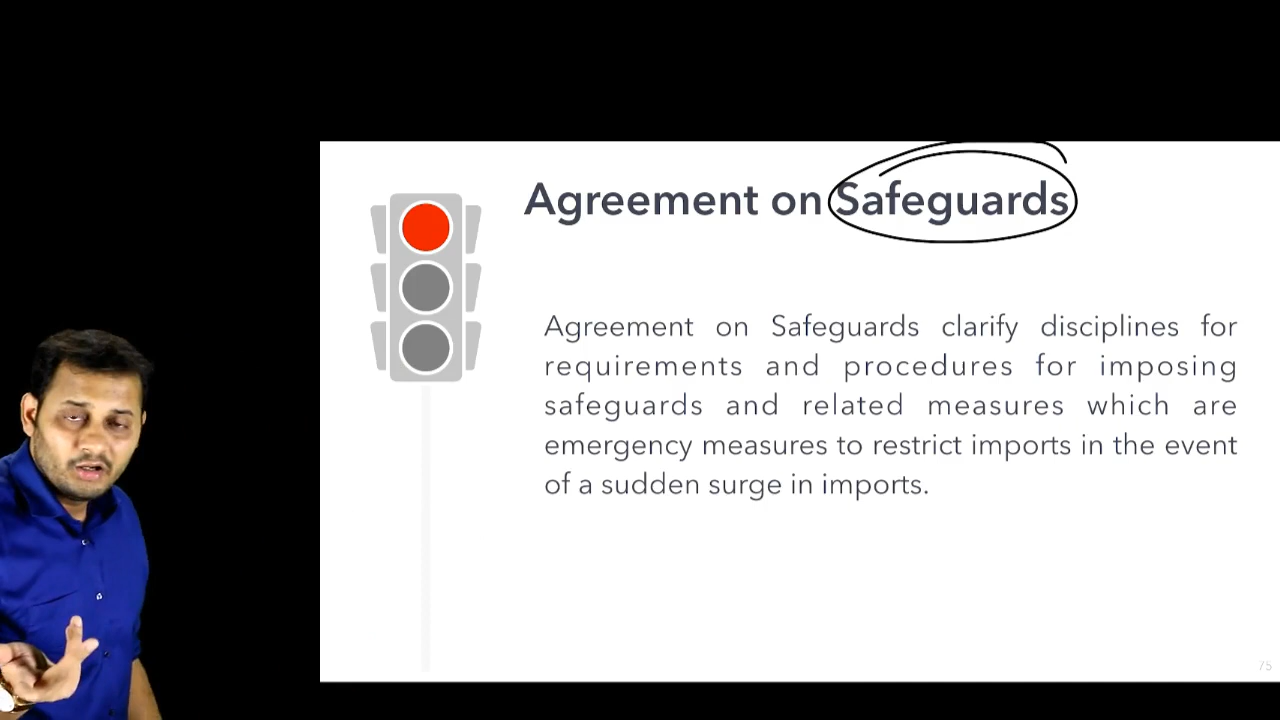 Agreement on Safeguards
Agreement on Safeguards clarify disciplines for
requirements and procedures for imposing
safeguards and related measures which are
emergency measures to restrict imports in the event
of a sudden surge in imports.
75